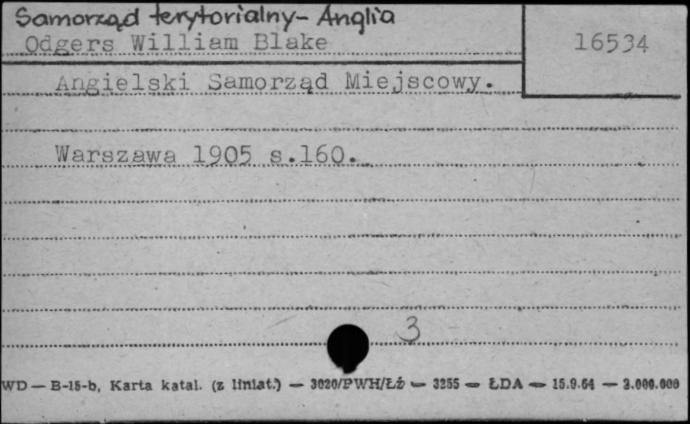 Samorząd terytorialny - Anglia
Odgers William Blake
16534
Angielski Samorząd Miejscowy.
Warszawa 1905 s.160.
3
WD — B-15-b, Karta katal. (z liniat.) — 3020/PWH/Łź — 3255 — ŁDA — 15.9.64 — 3.000.000